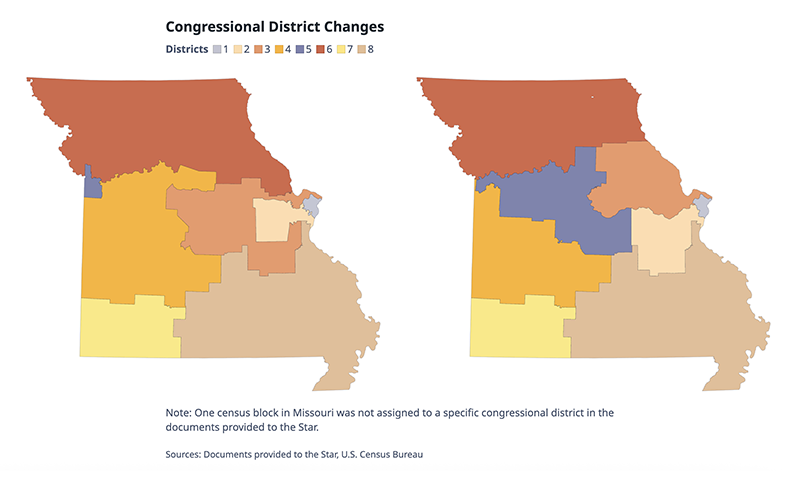 Congressional District Changes
Districts 1 2 3 4 5 6 7 8
Note: One census block in Missouri was not assigned to a specific congressional district in the
documents provided to the Star.
Sources: Documents provided to the Star, U.S. Census Bureau